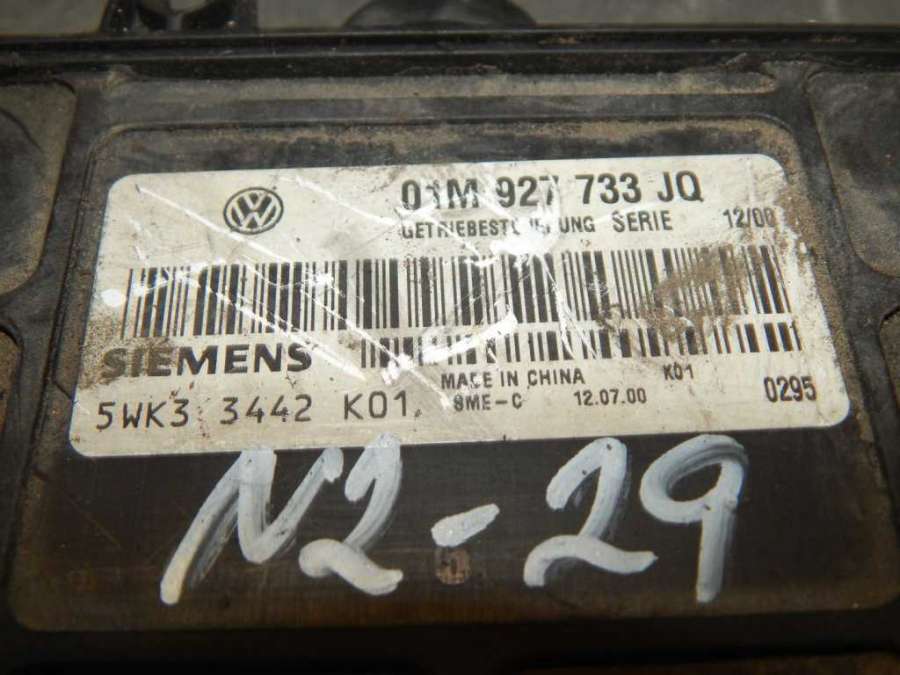 01M 927 733 JQ
SERIE 12/00
SIEMENS
MADE IN CHINA K01
5WK3 3442 K01 SME-C 12.07.00 0295
N2-29